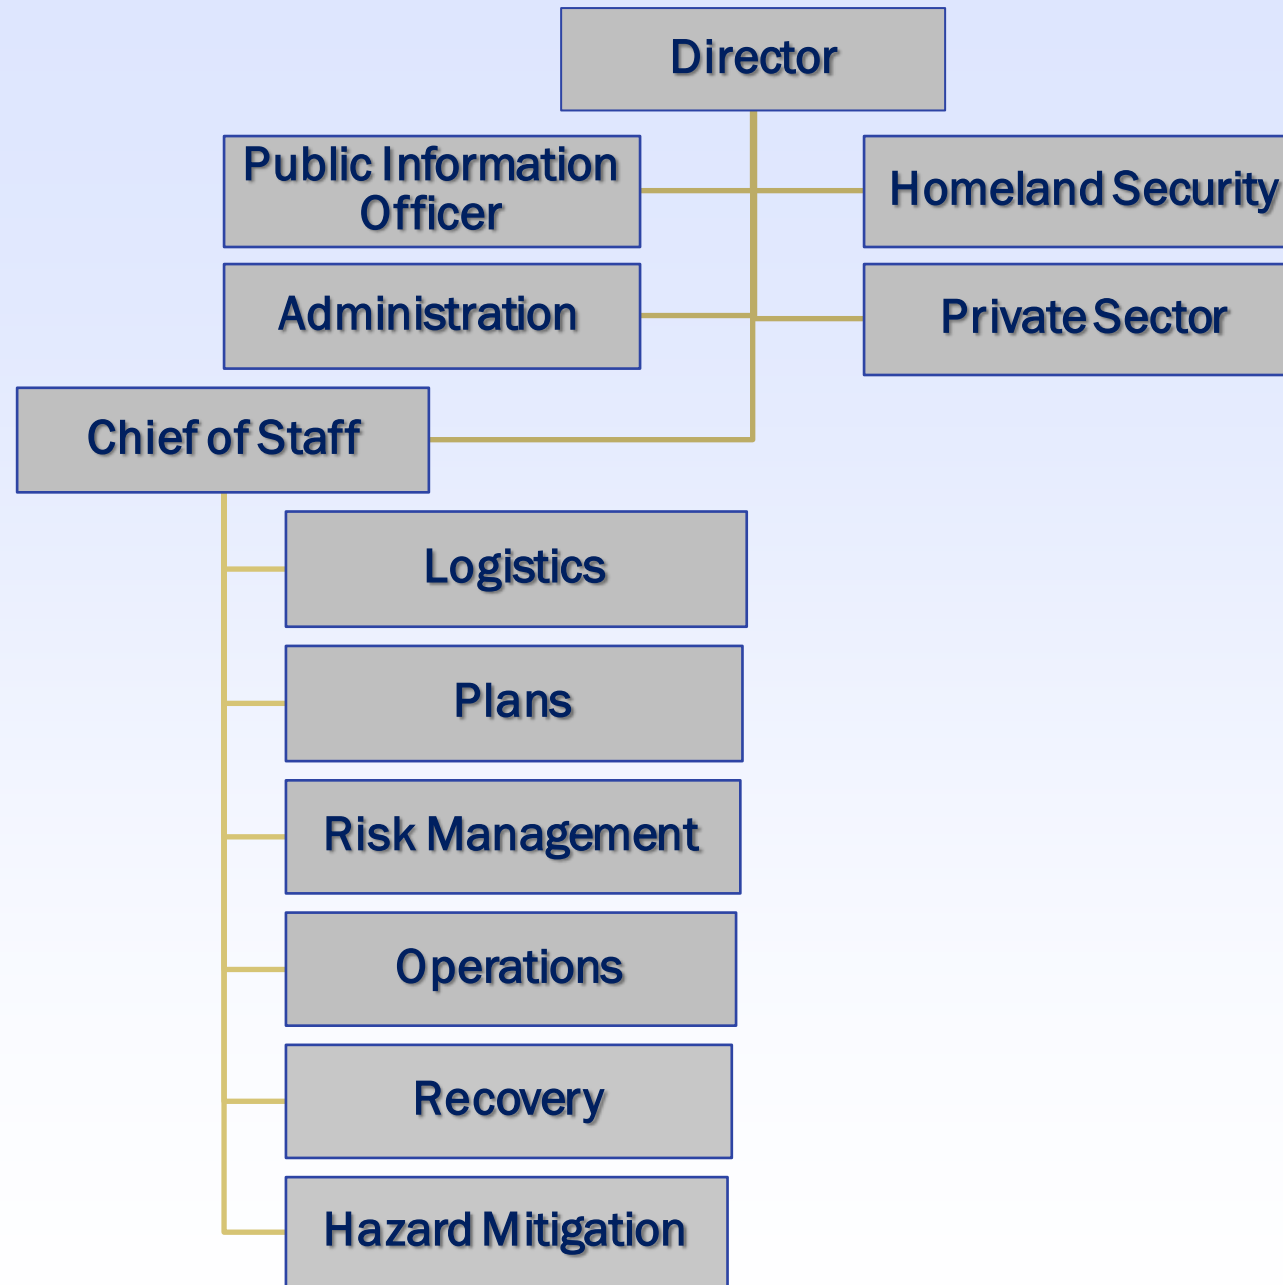 Director
Public Information
Officer
Homeland Security
Administration
Private Sector
Chief of Staff
Logistics
Plans
Risk Management
Operations
Recovery
Hazard Mitigation